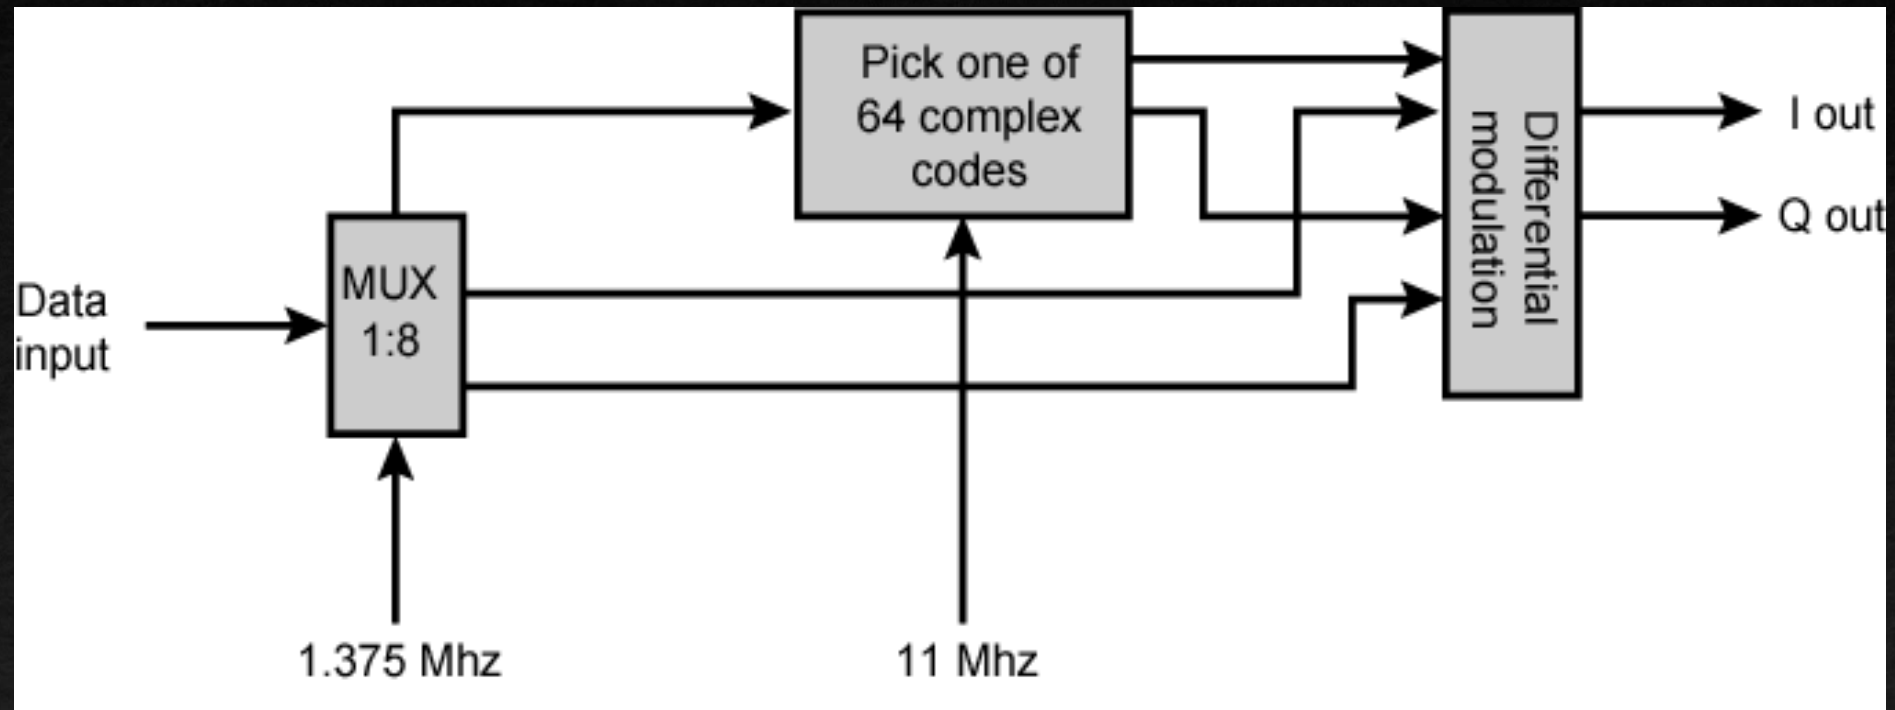 Pick one of
64 complex
codes
Differential
modulation
I out
Q out
MUX
1:8
Data
input
1.375 Mhz
11 Mhz